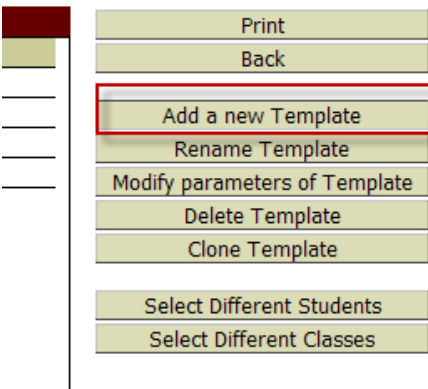 Print
Back
Add a new Template
Rename Template
Modify parameters of Template
Delete Template
Clone Template
Select Different Students
Select Different Classes